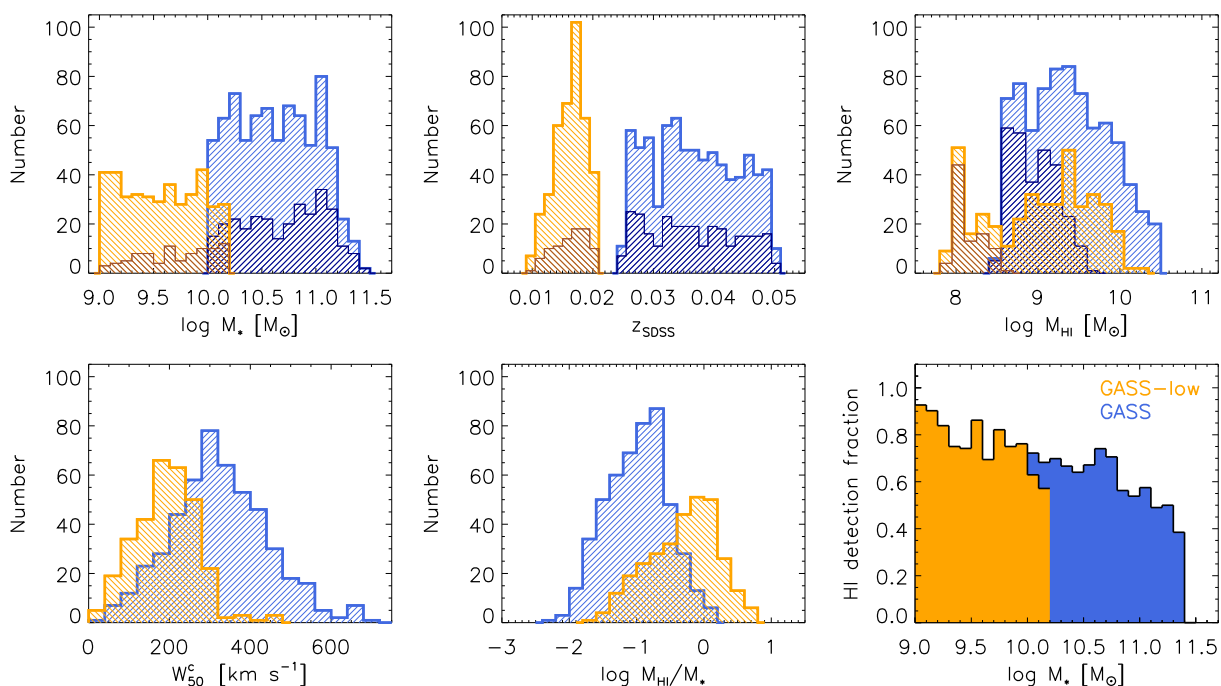 Number
100
80
60
40
20
0
9.0 9.5 10.0 10.5 11.0 11.5
log M* [M⊙]
Number
100
80
60
40
20
0
0.01 0.02 0.03 0.04 0.05
zSDSS
Number
100
80
60
40
20
0
8 9 10 11
log MHI [M⊙]
Number
100
80
60
40
20
0
0 200 400 600
W50^c [km s−1]
Number
100
80
60
40
20
0
−3 −2 −1 0 1
log MHI/M*
HI detection fraction
1.0
0.8
0.6
0.4
0.2
0.0
GASS−low
GASS
9.0 9.5 10.0 10.5 11.0 11.5
log M* [M⊙]